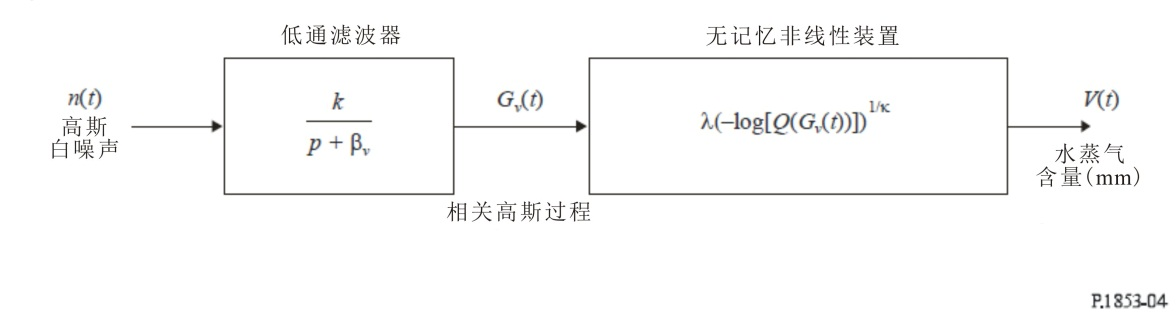 低通滤波器
无记忆非线性装置
n(t)
高斯
白噪声
k
p + βᵥ
Gᵥ(t)
相关高斯过程
λ(–log[Q(Gᵥ(t))])^1/κ
V(t)
水蒸气
含量(mm)
P.1853-04